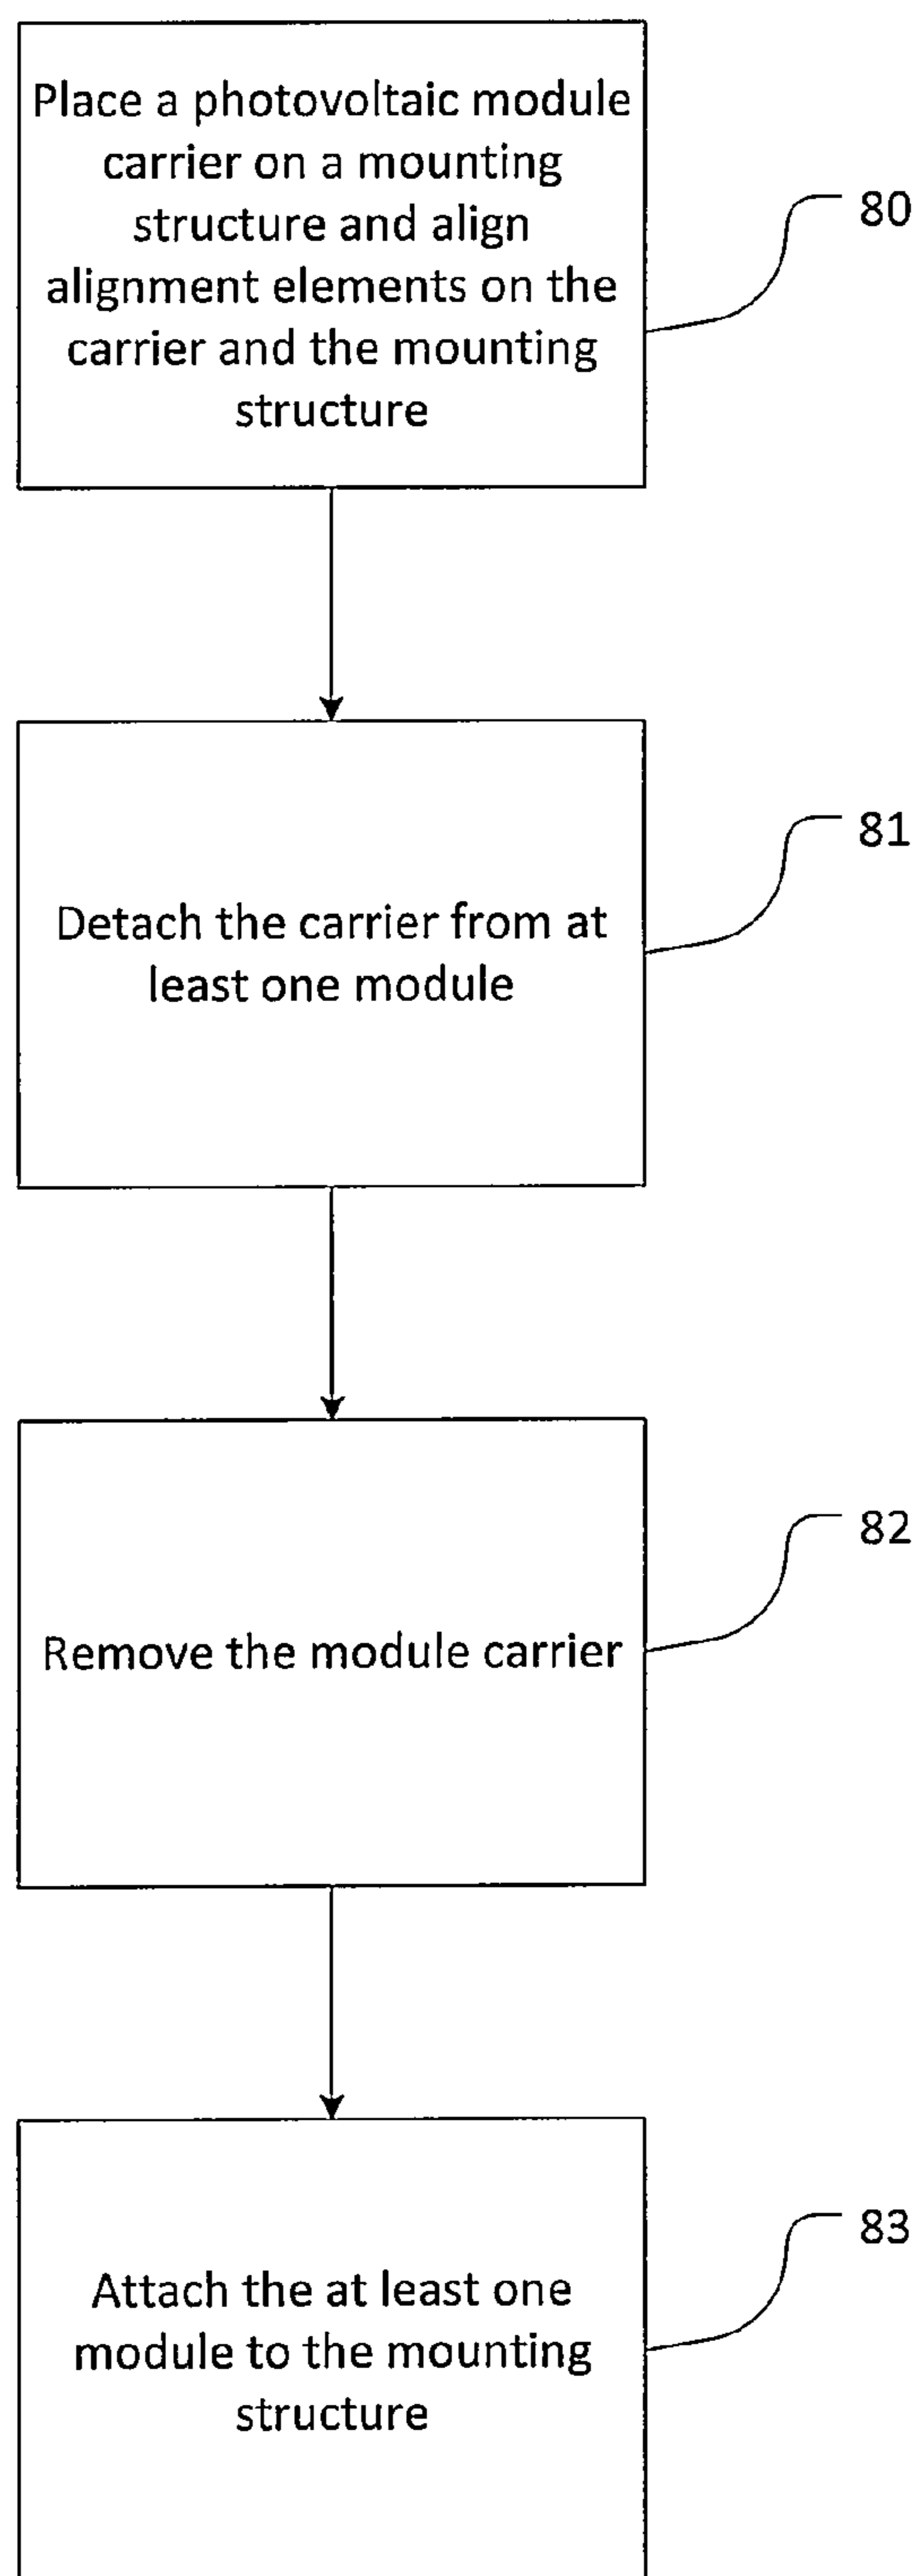 Place a photovoltaic module
carrier on a mounting
structure and align
alignment elements on the
carrier and the mounting
structure
80
Detach the carrier from at
least one module
81
Remove the module carrier
82
Attach the at least one
module to the mounting
structure
83